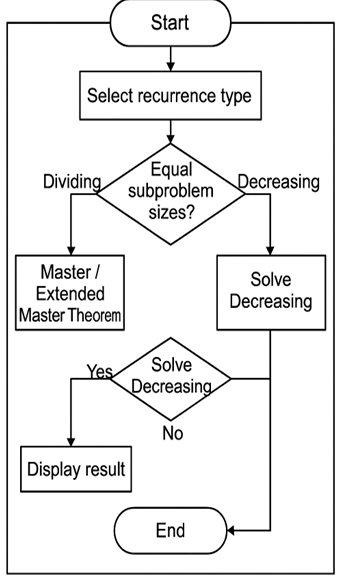 Start
Select recurrence type
Equal
subproblem
sizes?
Dividing
Decreasing
Master /
Extended
Master Theorem
Solve
Decreasing
Yes
Solve
Decreasing
No
Display result
End